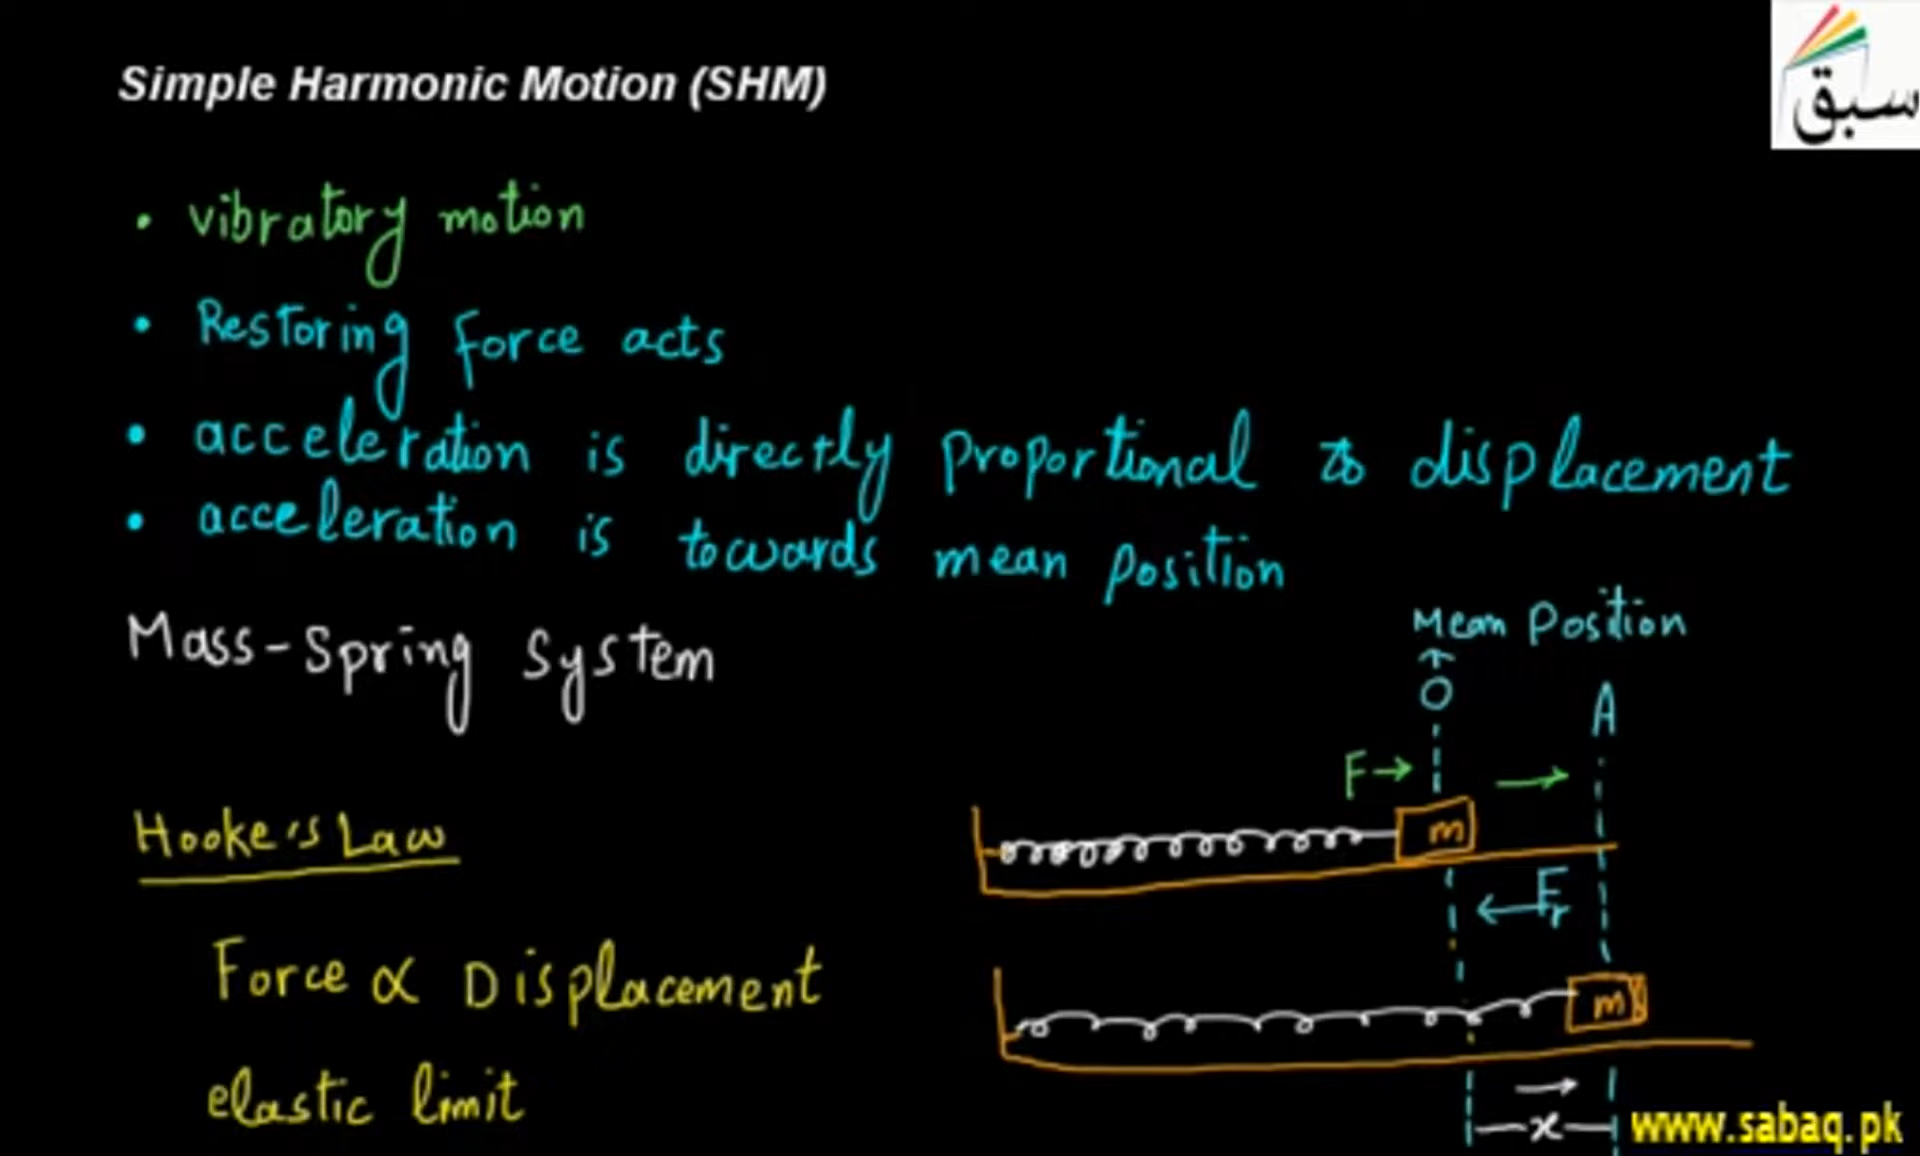 Simple Harmonic Motion (SHM)
سبق
• vibratory motion
• Restoring force acts
• acceleration is directly proportional to displacement
• acceleration is towards mean position
Mass-Spring System
Mean Position
O
A
F→
m
Hooke's Law
Fr
Force ∝ Displacement
m
elastic limit
x
www.sabaq.pk